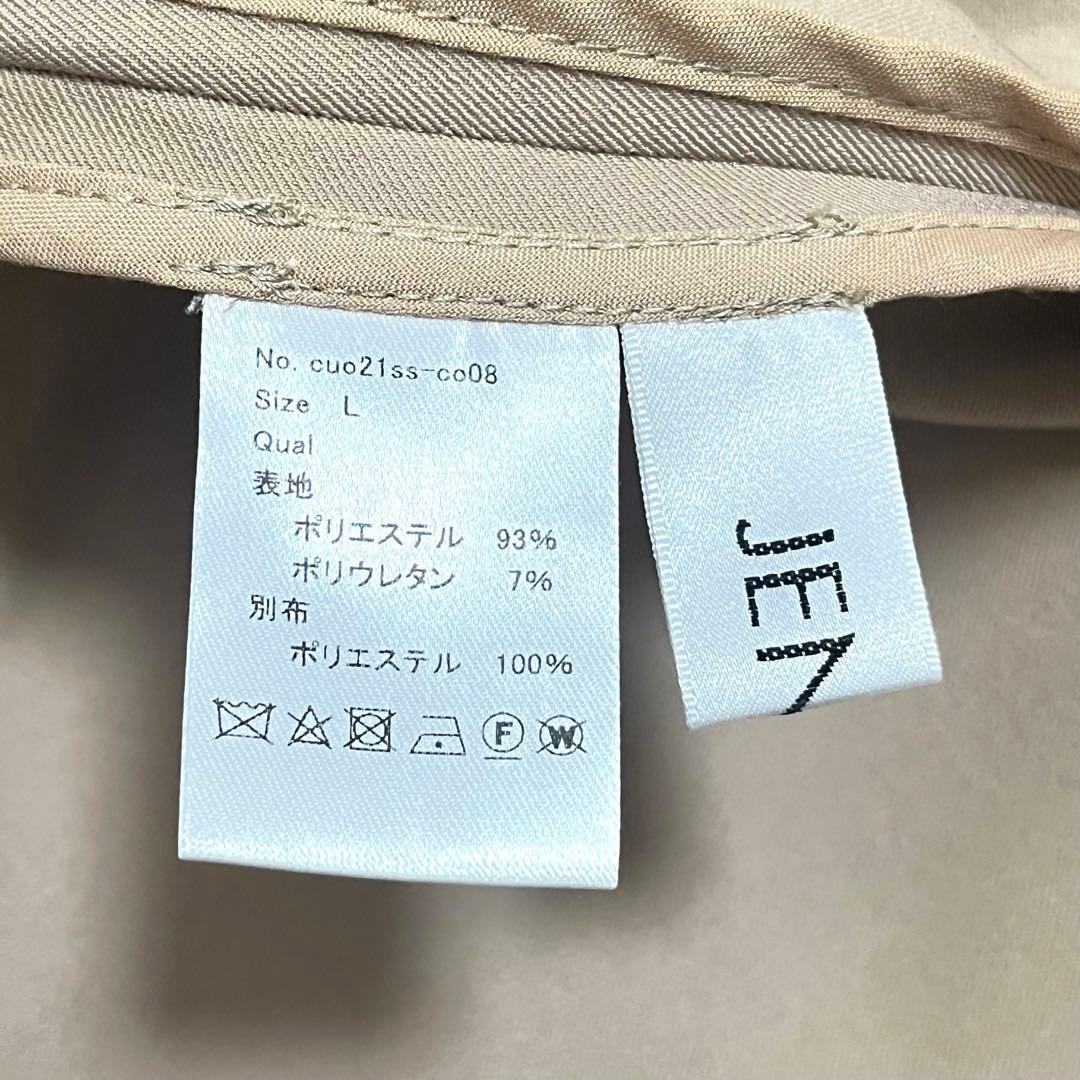 No. cuo21ss-co08
Size L
Qual
表地
ポリエステル 93%
ポリウレタン 7%
別布
ポリエステル 100%
F W